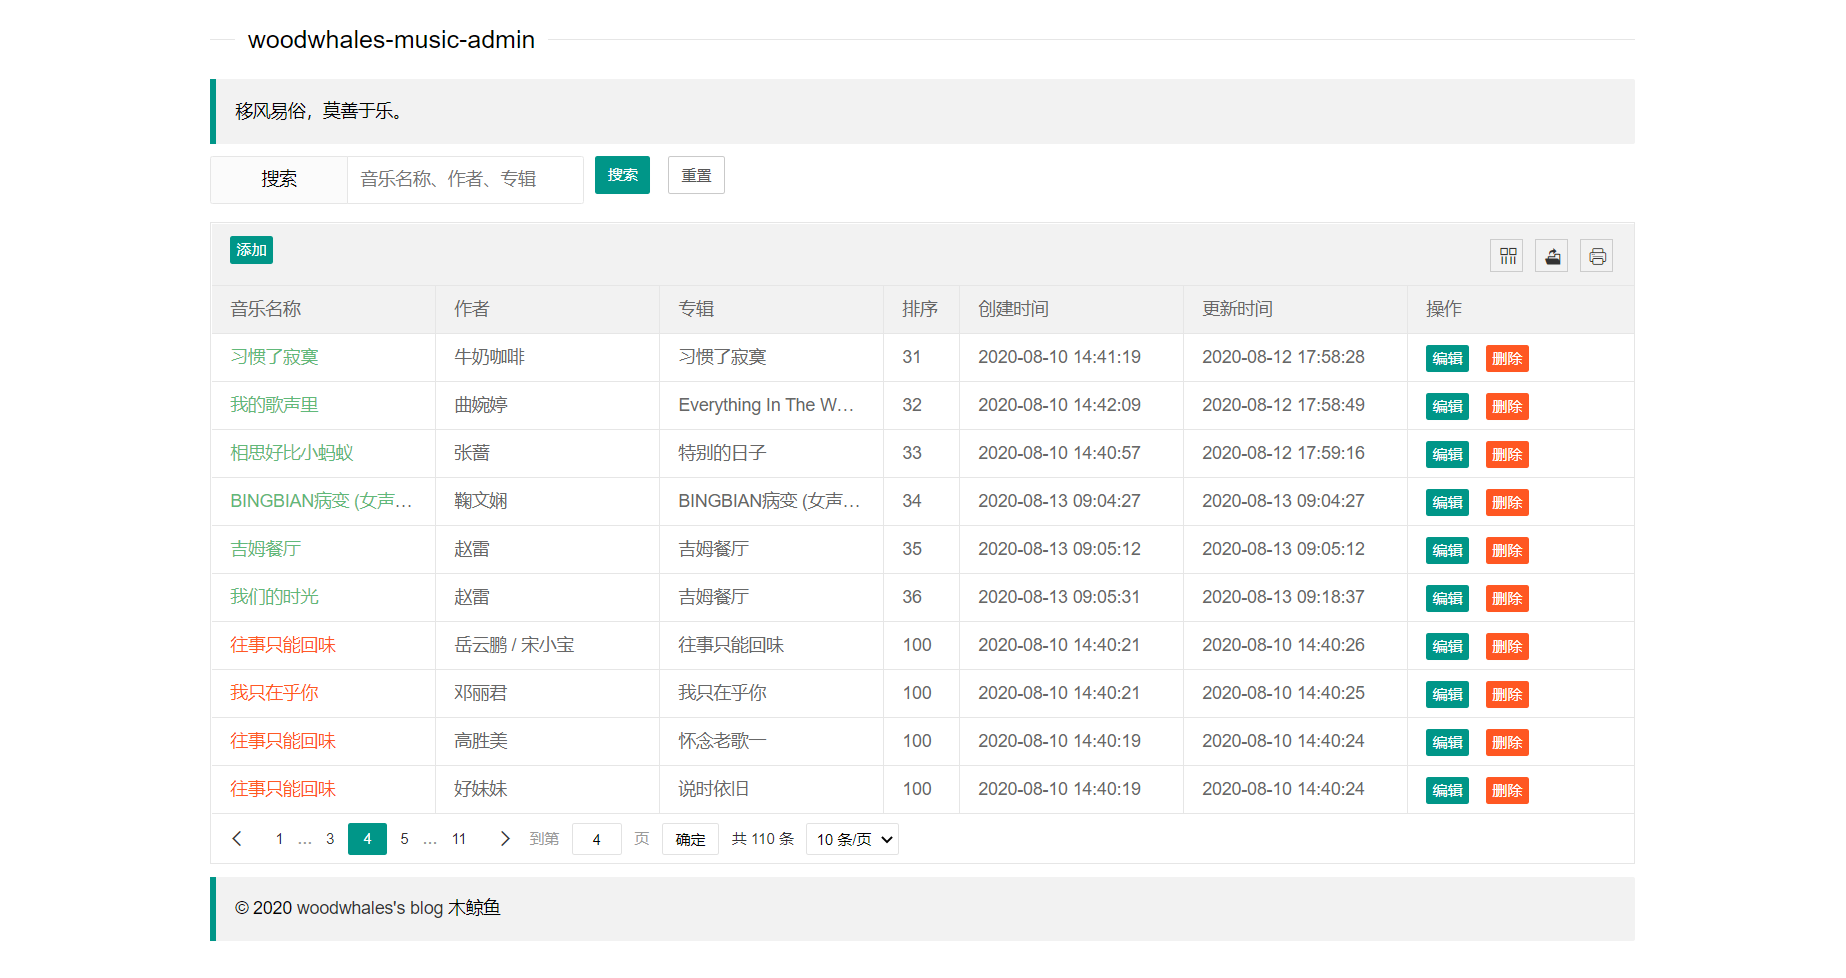 woodwhales-music-admin
移风易俗，莫善于乐。
搜索 音乐名称、作者、专辑 搜索 重置
添加
音乐名称 作者 专辑 排序 创建时间 更新时间 操作
习惯了寂寞 牛奶咖啡 习惯了寂寞 31 2020-08-10 14:41:19 2020-08-12 17:58:28 编辑 删除
我的歌声里 曲婉婷 Everything In The W… 32 2020-08-10 14:42:09 2020-08-12 17:58:49 编辑 删除
相思好比小蚂蚁 张蔷 特别的日子 33 2020-08-10 14:40:57 2020-08-12 17:59:16 编辑 删除
BINGBIAN病变 (女声… 鞠文娴 BINGBIAN病变 (女声… 34 2020-08-13 09:04:27 2020-08-13 09:04:27 编辑 删除
吉姆餐厅 赵雷 吉姆餐厅 35 2020-08-13 09:05:12 2020-08-13 09:05:12 编辑 删除
我们的时光 赵雷 吉姆餐厅 36 2020-08-13 09:05:31 2020-08-13 09:18:37 编辑 删除
往事只能回味 岳云鹏 / 宋小宝 往事只能回味 100 2020-08-10 14:40:21 2020-08-10 14:40:26 编辑 删除
我只在乎你 邓丽君 我只在乎你 100 2020-08-10 14:40:21 2020-08-10 14:40:25 编辑 删除
往事只能回味 高胜美 怀念老歌一 100 2020-08-10 14:40:19 2020-08-10 14:40:24 编辑 删除
往事只能回味 好妹妹 说时依旧 100 2020-08-10 14:40:19 2020-08-10 14:40:24 编辑 删除
1 … 3 4 5 … 11 到第 4 页 确定 共 110 条 10 条/页
© 2020 woodwhales's blog 木鲸鱼